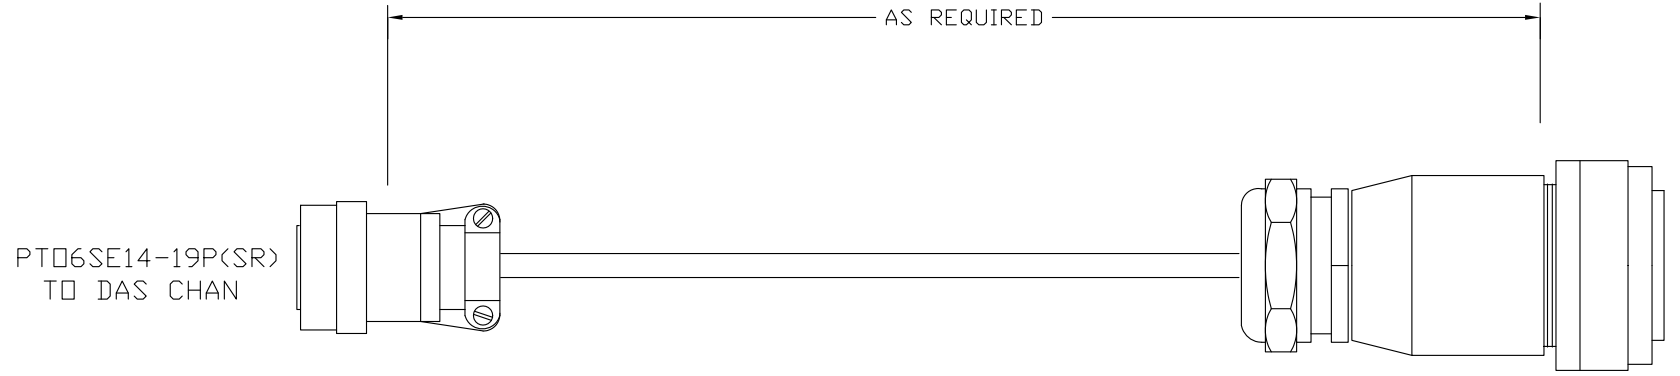 AS REQUIRED
PT06SE14-19P(SR)
TO DAS CHAN